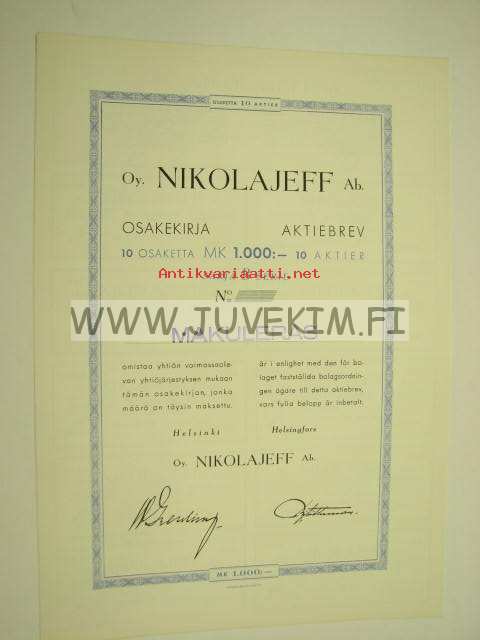 OSAKETTA 10 AKTIER
Oy. NIKOLAJEFF Ab.
OSAKEKIRJA AKTIEBREV
10 OSAKETTA MK 1.000:— 10 AKTIER
Antikvariaatti.net
No
WWW.JUVEKIM.FI
MAKULERAS
omistaa yhtiön voimassaole-
van yhtiöjärjestyksen mukaan
tämän osakekirjan, jonka
määrä on täysin maksettu.
är i enlighet med den för bo-
laget fastställda bolagsordnin-
gen ägare till detta aktiebrev,
vars fulla belopp är inbetalt.
Helsinki Helsingfors
Oy. NIKOLAJEFF Ab.
MK 1.000:—